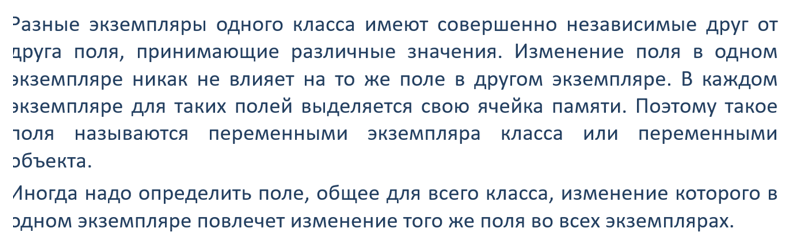 Разные экземпляры одного класса имеют совершенно независимые друг от
друга поля, принимающие различные значения. Изменение поля в одном
экземпляре никак не влияет на то же поле в другом экземпляре. В каждом
экземпляре для таких полей выделяется свою ячейка памяти. Поэтому такое
поля называются переменными экземпляра класса или переменными
объекта.
Иногда надо определить поле, общее для всего класса, изменение которого в
одном экземпляре повлечет изменение того же поля во всех экземплярах.